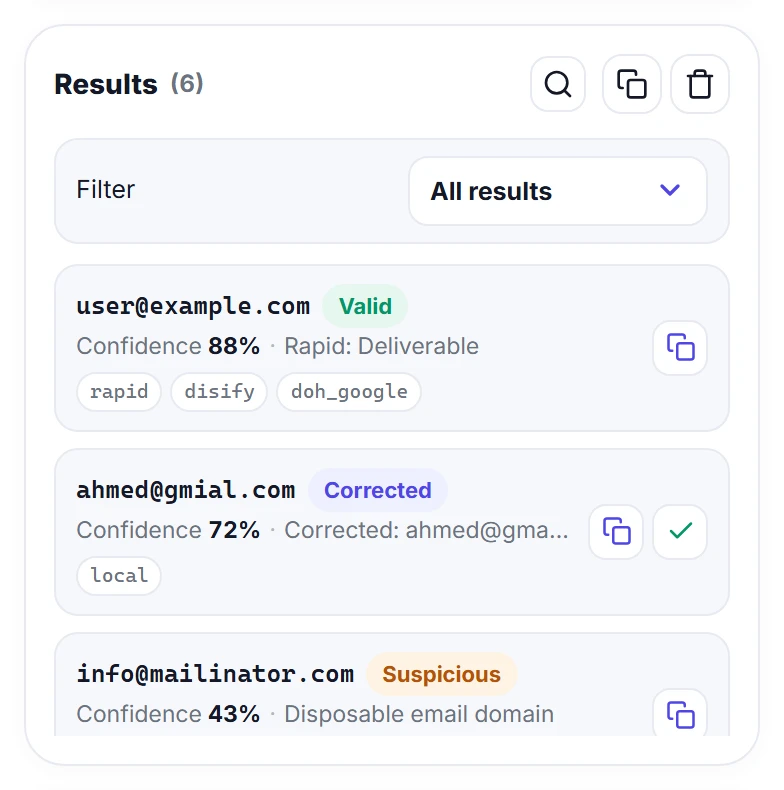 Results (6)
Filter
All results
user@example.com Valid
Confidence 88% · Rapid: Deliverable
rapid disify doh_google
ahmed@gmial.com Corrected
Confidence 72% · Corrected: ahmed@gma...
local
info@mailinator.com Suspicious
Confidence 43% · Disposable email domain